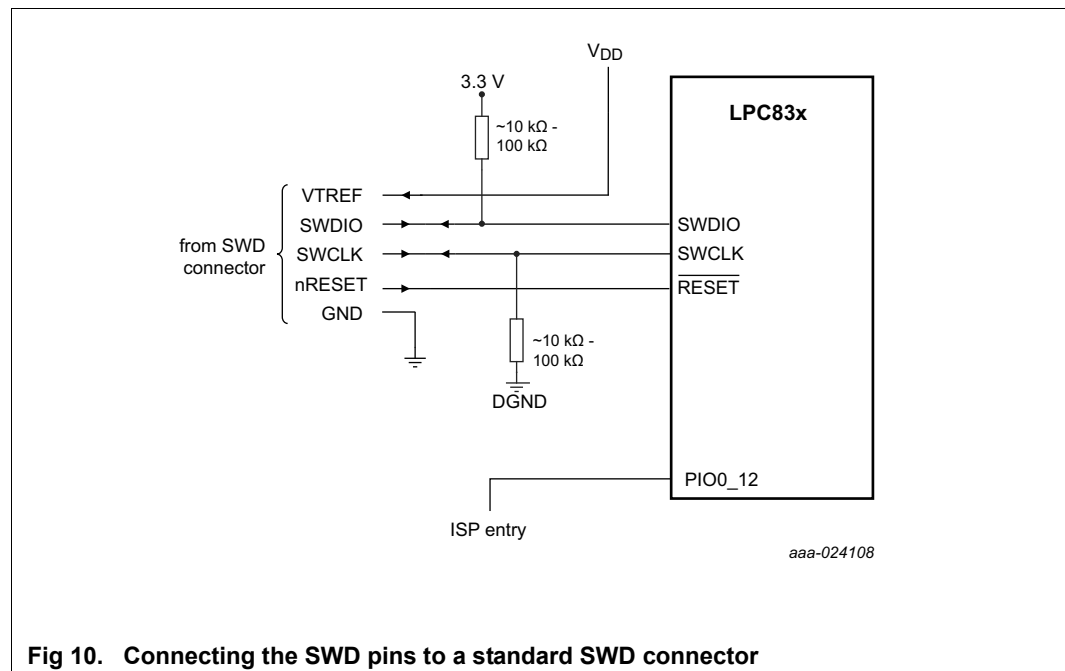 VDD
3.3 V
LPC83x
~10 kΩ -
100 kΩ
VTREF
SWDIO
SWDIO
from SWD
connector
SWCLK
SWCLK
nRESET
RESET
GND
~10 kΩ -
100 kΩ
DGND
PIO0_12
ISP entry
aaa-024108
Fig 10. Connecting the SWD pins to a standard SWD connector